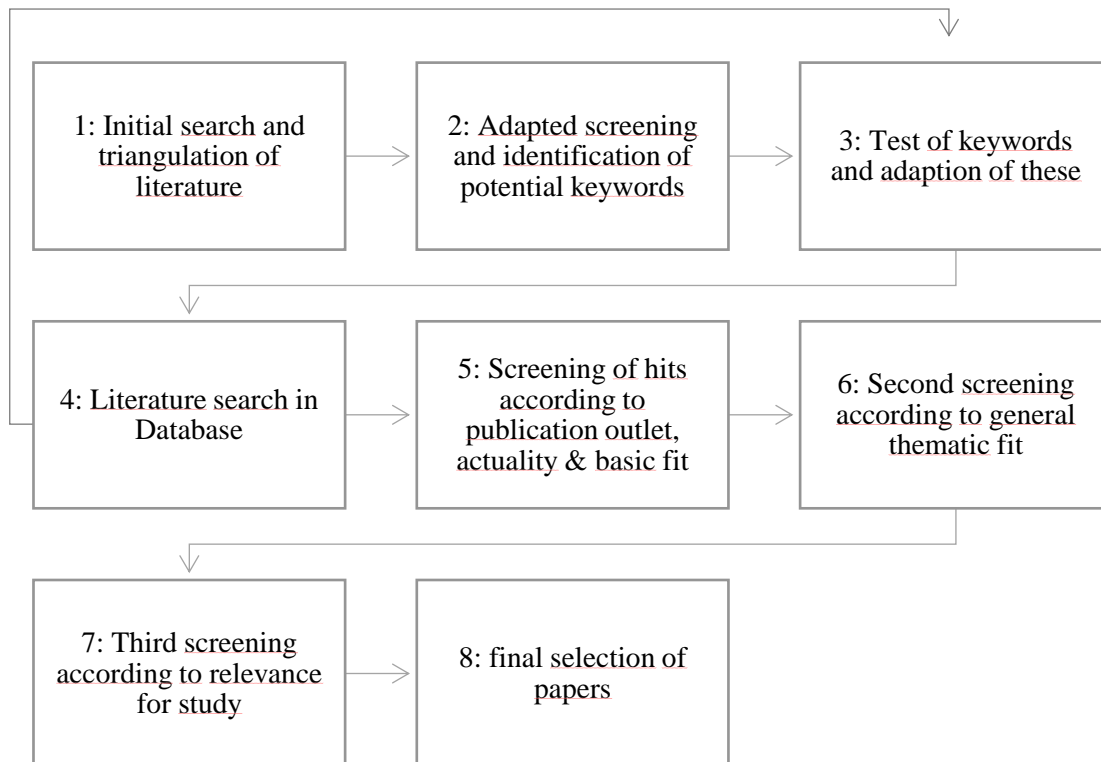 1: Initial search and
triangulation of
literature
2: Adapted screening
and identification of
potential keywords
3: Test of keywords
and adaption of these
4: Literature search in
Database
5: Screening of hits
according to
publication outlet,
actuality & basic fit
6: Second screening
according to general
thematic fit
7: Third screening
according to relevance
for study
8: final selection of
papers